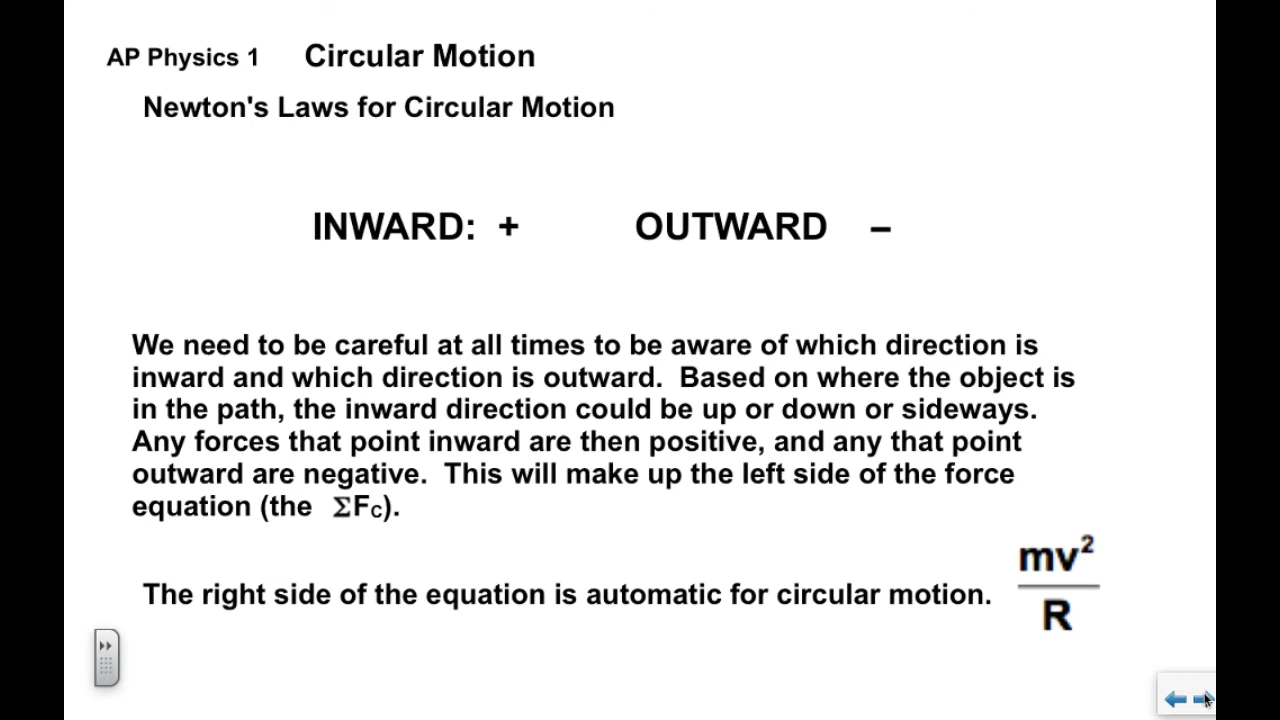 AP Physics 1 Circular Motion
Newton's Laws for Circular Motion
INWARD: + OUTWARD –
We need to be careful at all times to be aware of which direction is
inward and which direction is outward. Based on where the object is
in the path, the inward direction could be up or down or sideways.
Any forces that point inward are then positive, and any that point
outward are negative. This will make up the left side of the force
equation (the ΣFc).
The right side of the equation is automatic for circular motion.
mv²
R